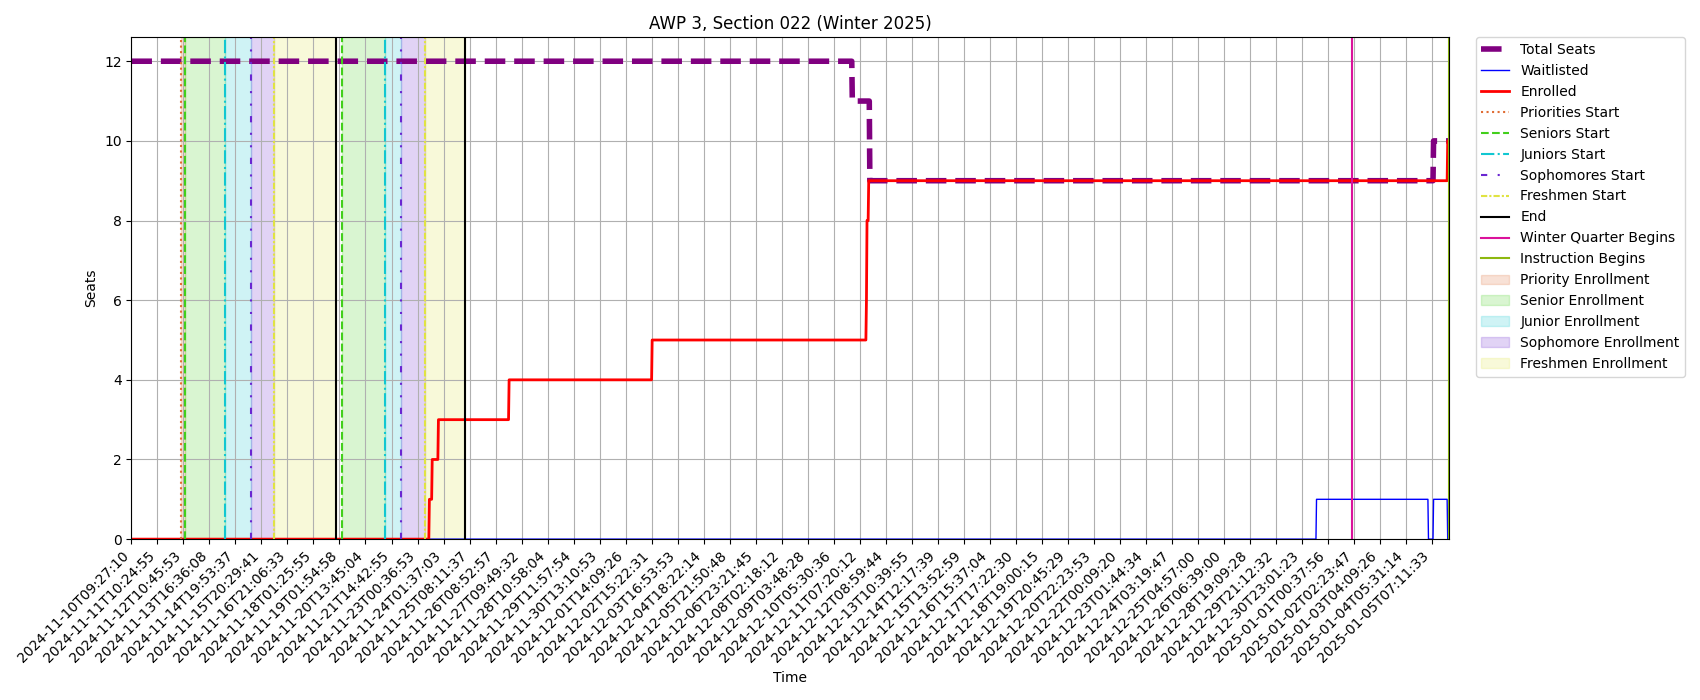 AWP 3, Section 022 (Winter 2025)
Seats
12
10
8
6
4
2
0
2024-11-10T09:27:10
2024-11-11T10:24:55
2024-11-12T10:45:53
2024-11-13T16:36:08
2024-11-14T19:53:37
2024-11-15T20:29:41
2024-11-16T21:06:33
2024-11-18T01:25:55
2024-11-19T01:54:58
2024-11-20T13:45:04
2024-11-21T14:42:55
2024-11-23T00:36:53
2024-11-24T01:37:03
2024-11-25T08:11:37
2024-11-26T08:52:57
2024-11-27T09:49:32
2024-11-28T10:58:04
2024-11-29T11:57:54
2024-11-30T13:10:53
2024-12-01T14:09:26
2024-12-02T15:22:31
2024-12-03T16:53:53
2024-12-04T18:22:14
2024-12-05T21:50:48
2024-12-06T23:21:45
2024-12-08T02:18:12
2024-12-09T03:48:28
2024-12-10T05:30:36
2024-12-11T07:20:12
2024-12-12T08:59:44
2024-12-13T10:39:55
2024-12-14T12:17:39
2024-12-15T13:52:59
2024-12-16T15:37:04
2024-12-17T17:22:30
2024-12-18T19:00:15
2024-12-19T20:45:29
2024-12-20T22:23:53
2024-12-22T00:09:20
2024-12-23T01:44:34
2024-12-24T03:19:47
2024-12-25T04:57:00
2024-12-26T06:39:00
2024-12-28T19:09:28
2024-12-29T21:12:32
2024-12-30T23:01:23
2025-01-01T00:37:56
2025-01-02T02:23:47
2025-01-03T04:09:26
2025-01-04T05:31:14
2025-01-05T07:11:33
Time
Total Seats
Waitlisted
Enrolled
Priorities Start
Seniors Start
Juniors Start
Sophomores Start
Freshmen Start
End
Winter Quarter Begins
Instruction Begins
Priority Enrollment
Senior Enrollment
Junior Enrollment
Sophomore Enrollment
Freshmen Enrollment